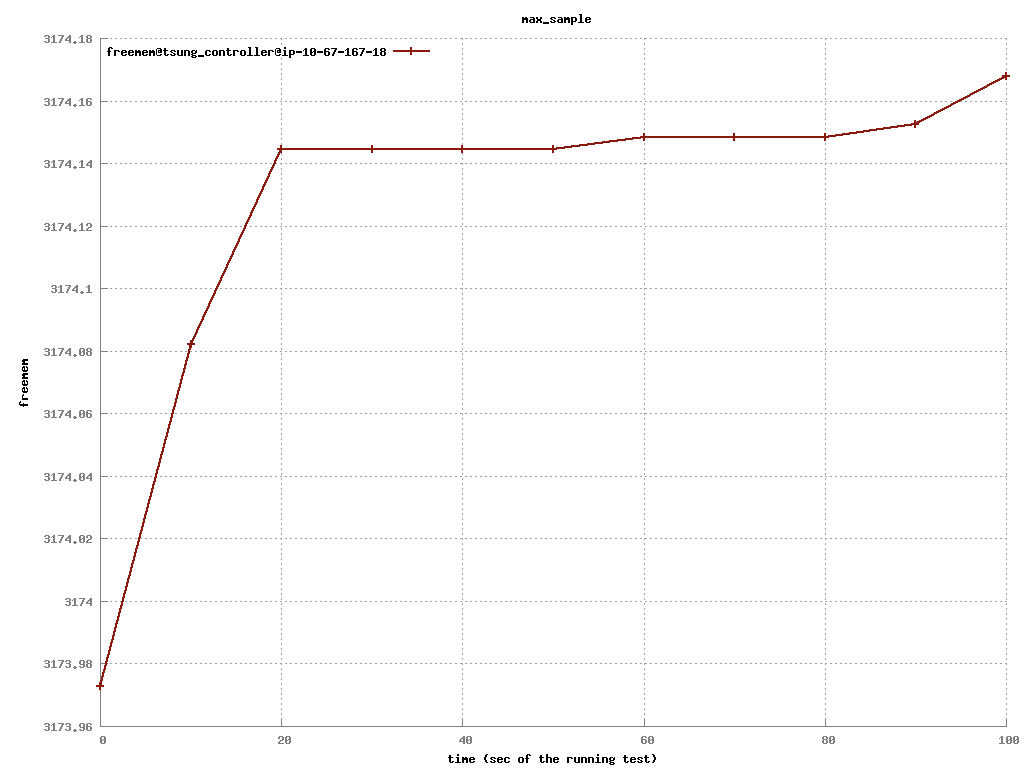 max_sample
freemem@tsung_controller@ip-10-67-167-18
3174.18
3174.16
3174.14
3174.12
3174.1
3174.08
3174.06
3174.04
3174.02
3174
3173.98
3173.96
freemem
0 20 40 60 80 100
time (sec of the running test)